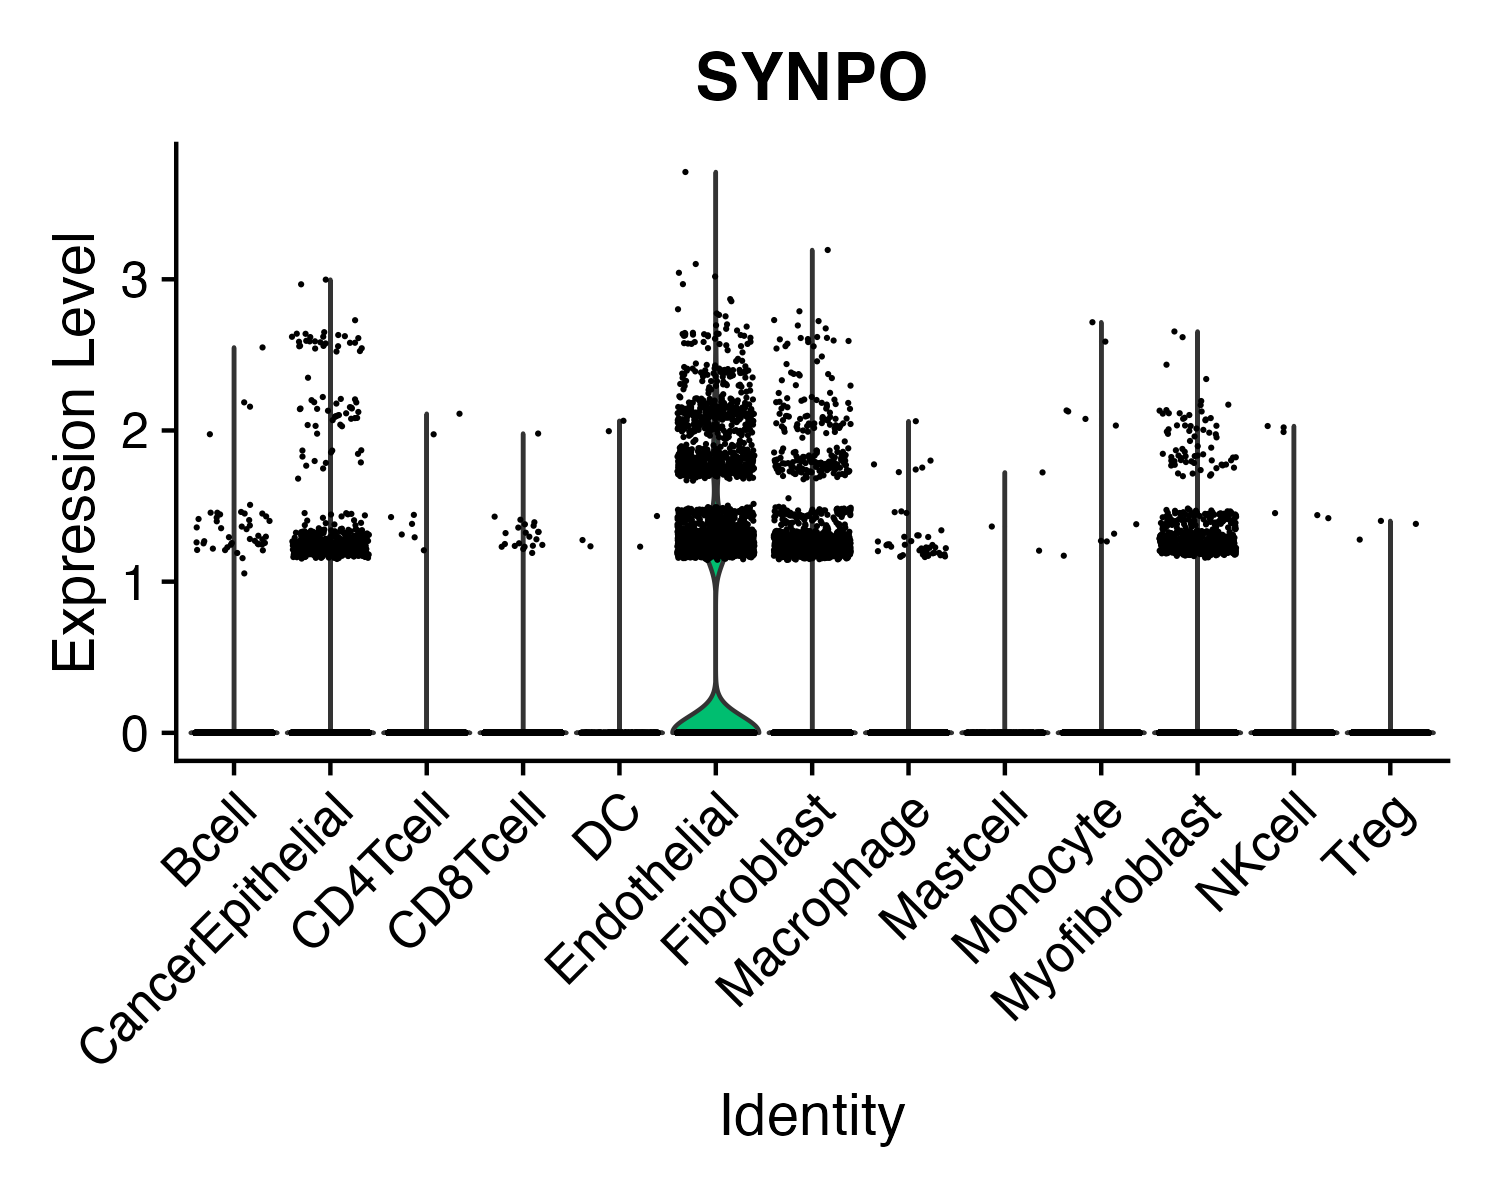 SYNPO
Expression Level
3
2
1
0
Bcell
CancerEpithelial
CD4Tcell
CD8Tcell
DC
Endothelial
Fibroblast
Macrophage
Mastcell
Monocyte
Myofibroblast
NKcell
Treg
Identity